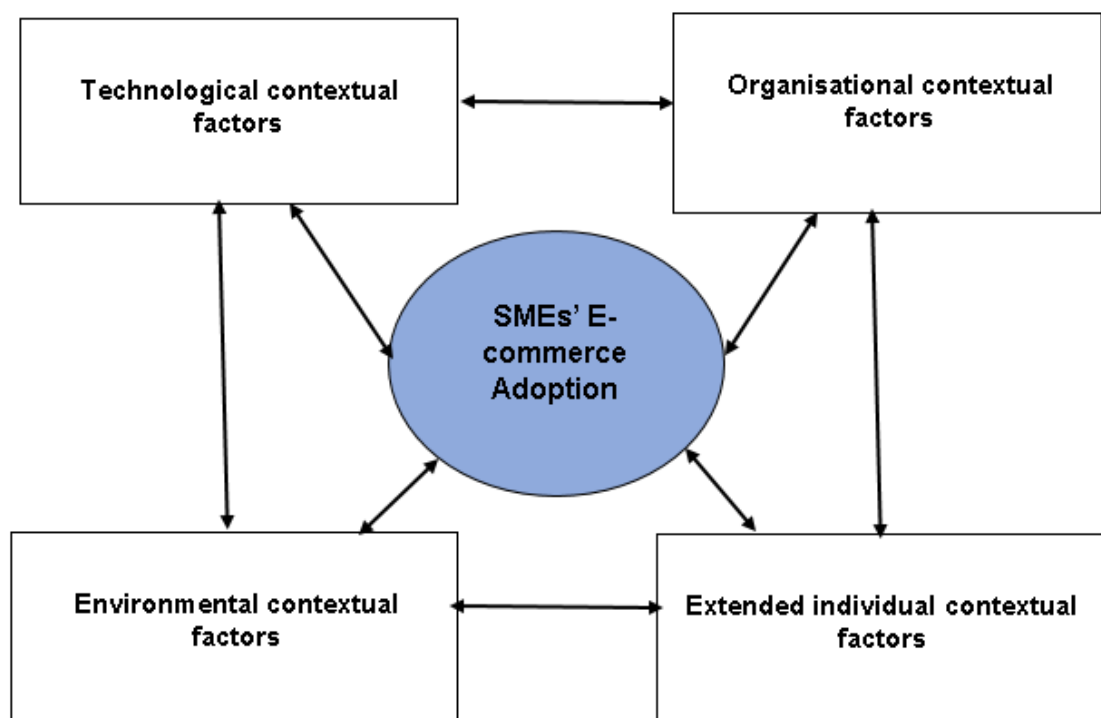 Technological contextual
factors
Organisational contextual
factors
SMEs’ E-
commerce
Adoption
Environmental contextual
factors
Extended individual contextual
factors